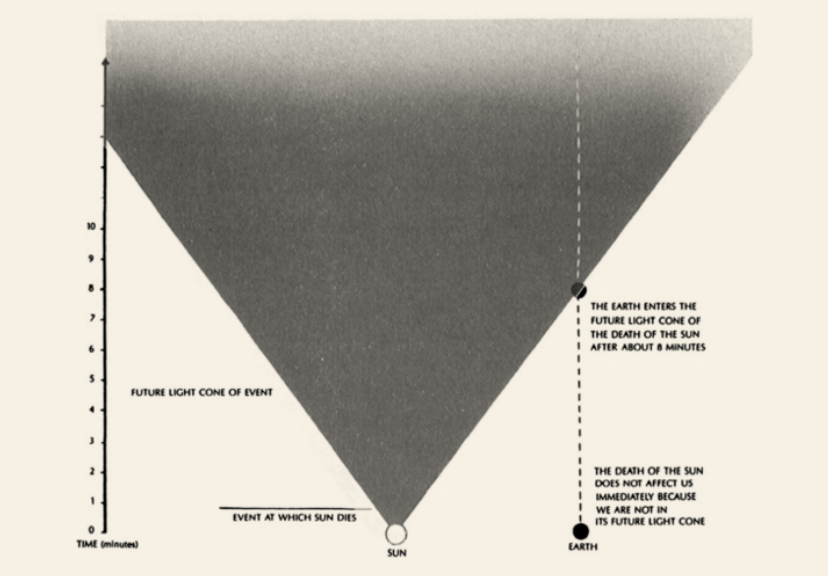 10
9
8
7
6
5
4
3
2
1
0
TIME (minutes)
THE EARTH ENTERS THE
FUTURE LIGHT CONE OF
THE DEATH OF THE SUN
AFTER ABOUT 8 MINUTES
FUTURE LIGHT CONE OF EVENT
THE DEATH OF THE SUN
DOES NOT AFFECT US
IMMEDIATELY BECAUSE
WE ARE NOT IN
ITS FUTURE LIGHT CONE
EVENT AT WHICH SUN DIES
SUN
EARTH